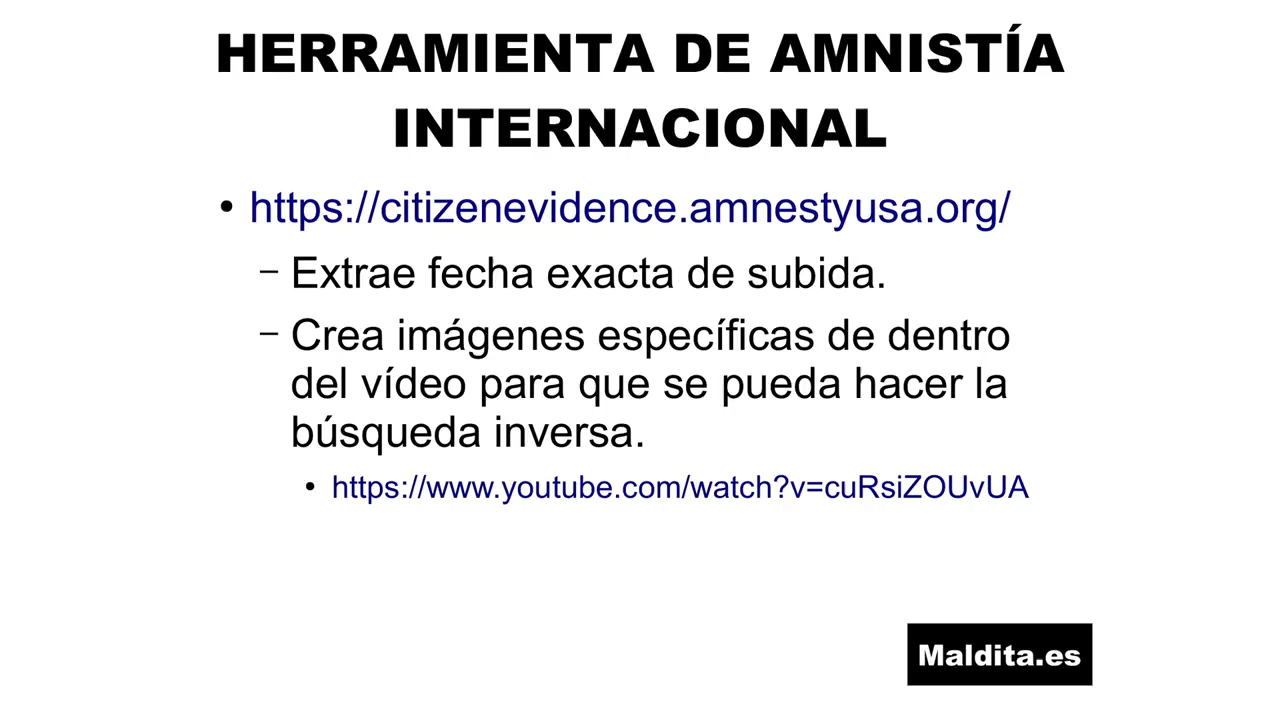 HERRAMIENTA DE AMNISTÍA
INTERNACIONAL
• https://citizenevidence.amnestyusa.org/
– Extrae fecha exacta de subida.
– Crea imágenes específicas de dentro
del vídeo para que se pueda hacer la
búsqueda inversa.
• https://www.youtube.com/watch?v=cuRsiZOUvUA
Maldita.es